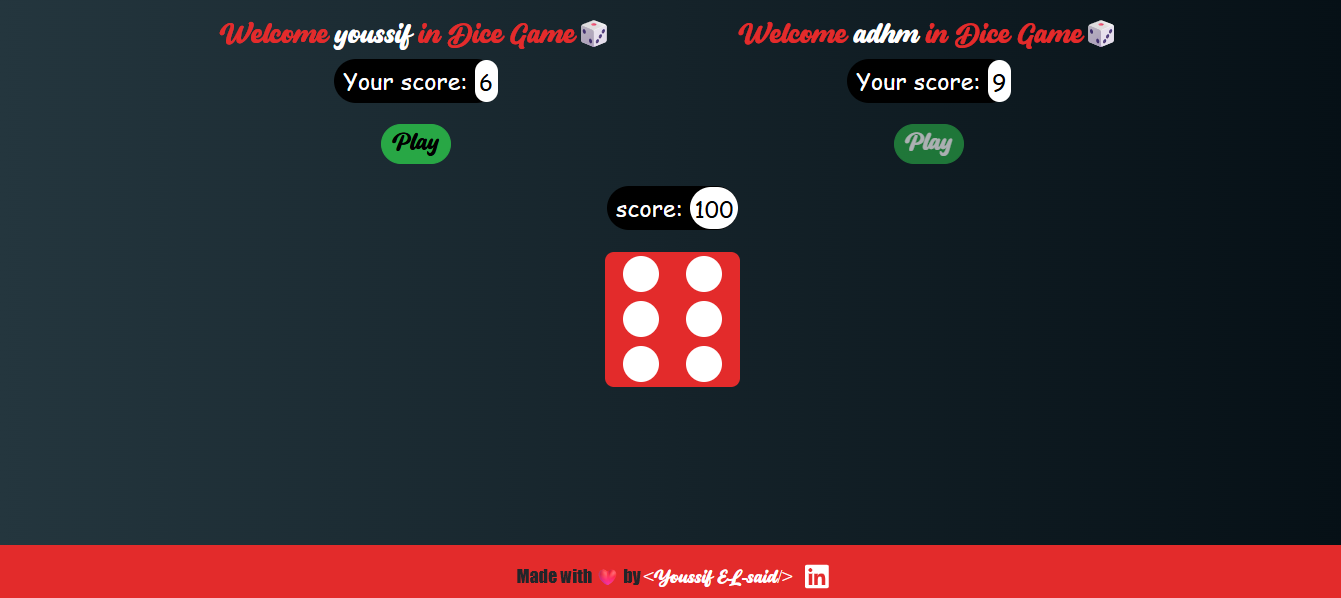 Welcome youssif in Dice Game
Your score: 6
Play
Welcome adhm in Dice Game
Your score: 9
Play
score: 100
Made with by <Youssif EL-said/> in